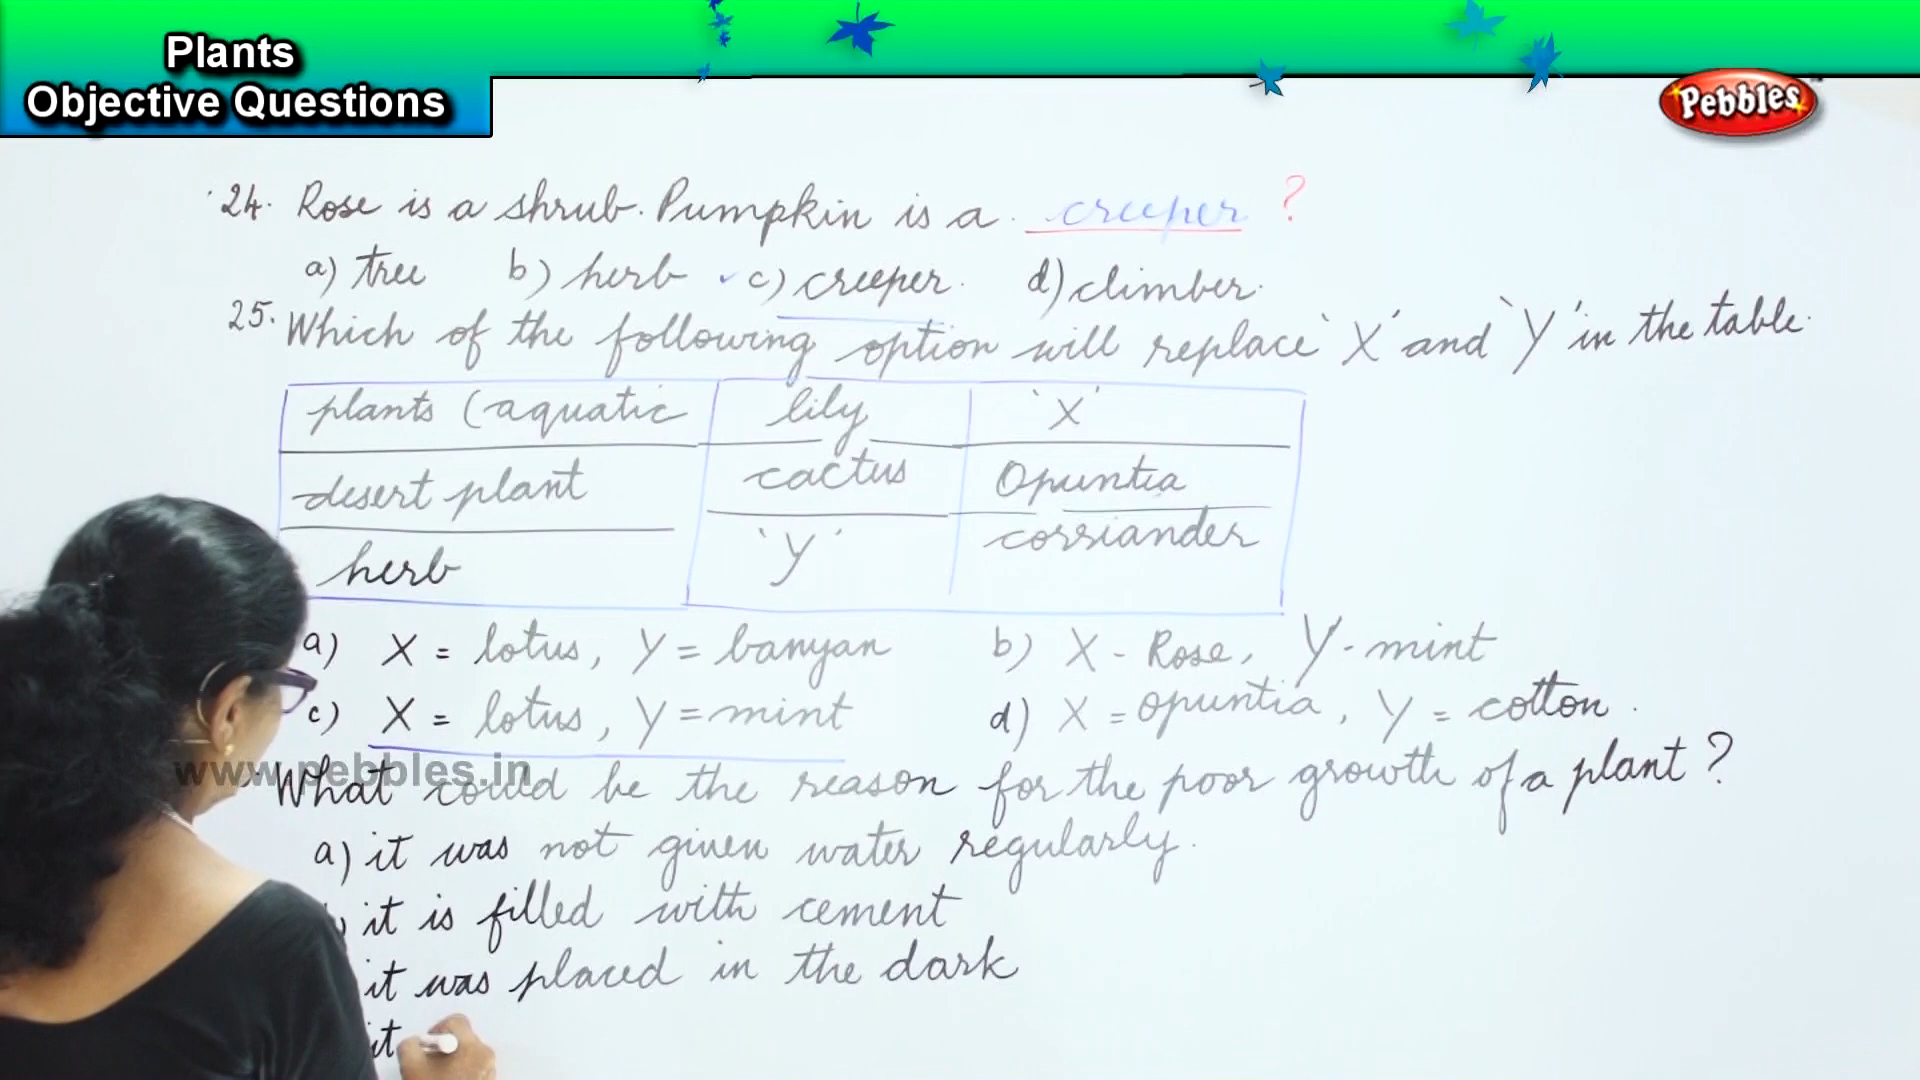 Plants
Objective Questions
Pebbles
24. Rose is a shrub. Pumpkin is a creeper ?
a) tree b) herb c) creeper. d) climber.
25. Which of the following option will replace 'X' and 'Y' in the table.
plants (aquatic lily 'X'
desert plant cactus Opuntia
herb 'Y' corriander
a) X = lotus, Y = banyan b) X - Rose, Y - mint
c) X = lotus, Y = mint d) X = Opuntia, Y = cotton.
www.pebbles.in
What could be the reason for the poor growth of a plant?
a) it was not given water regularly.
it is filled with cement
it was placed in the dark
it